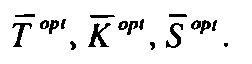 T̅ ᵒᵖᵗ, K̅ ᵒᵖᵗ, S̅ ᵒᵖᵗ.